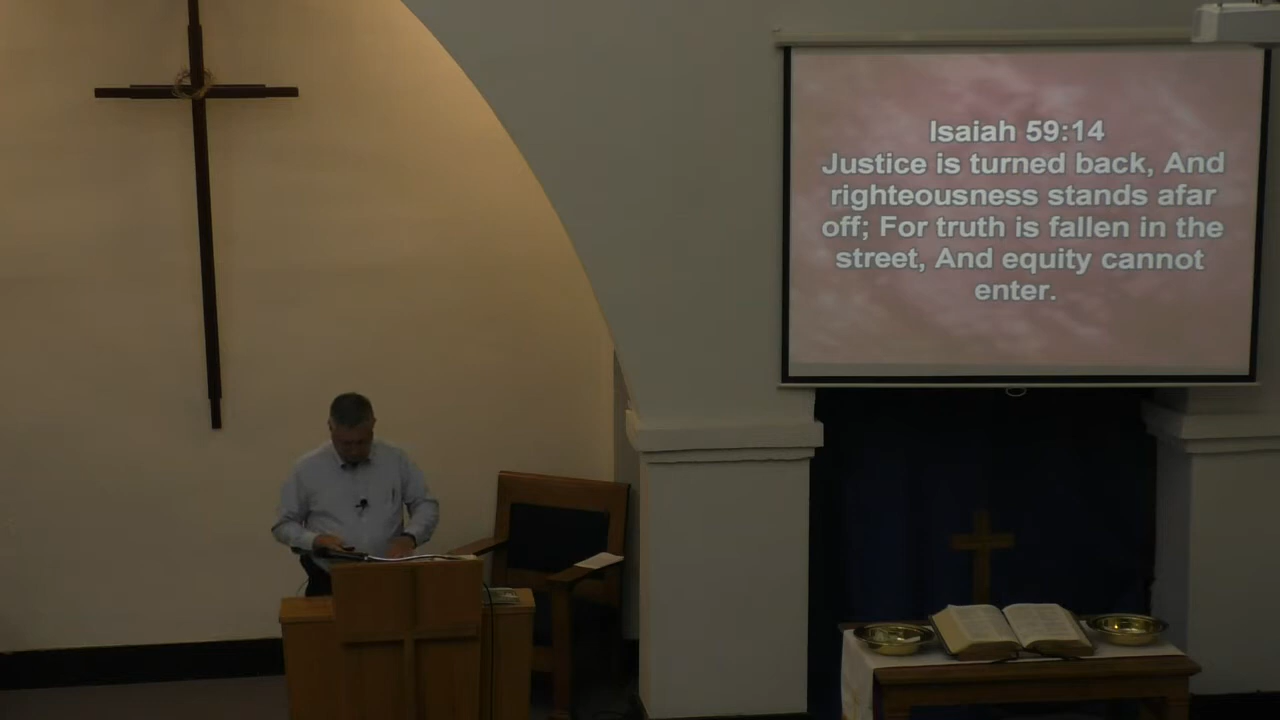 Isaiah 59:14
Justice is turned back, And
righteousness stands afar
off; For truth is fallen in the
street, And equity cannot
enter.